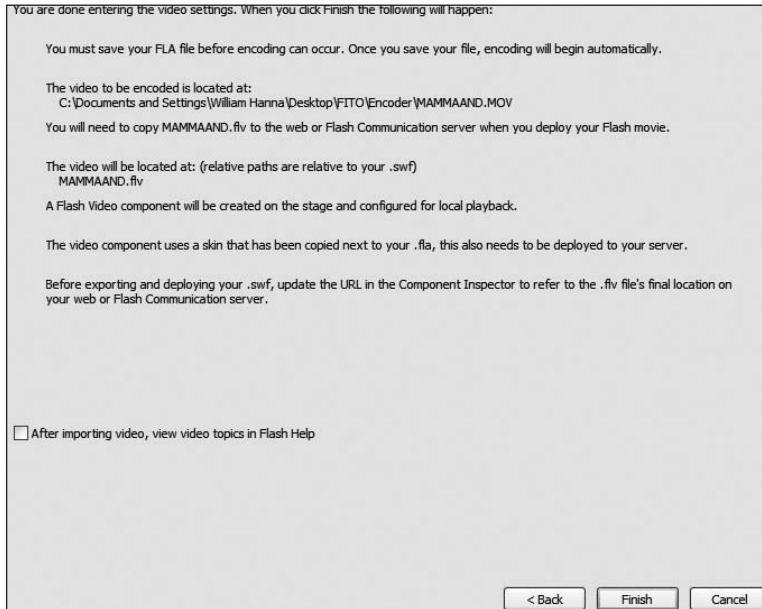 You are done entering the video settings. When you click Finish the following will happen:
You must save your FLA file before encoding can occur. Once you save your file, encoding will begin automatically.
The video to be encoded is located at:
C:\Documents and Settings\William Hanna\Desktop\FITO\Encoder\MAMMAAND.MOV
You will need to copy MAMMAAND.flv to the web or Flash Communication server when you deploy your Flash movie.
The video will be located at: (relative paths are relative to your .swf)
MAMMAAND.flv
A Flash Video component will be created on the stage and configured for local playback.
The video component uses a skin that has been copied next to your .fla, this also needs to be deployed to your server.
Before exporting and deploying your .swf, update the URL in the Component Inspector to refer to the .flv file's final location on
your web or Flash Communication server.
After importing video, view video topics in Flash Help
< Back Finish Cancel